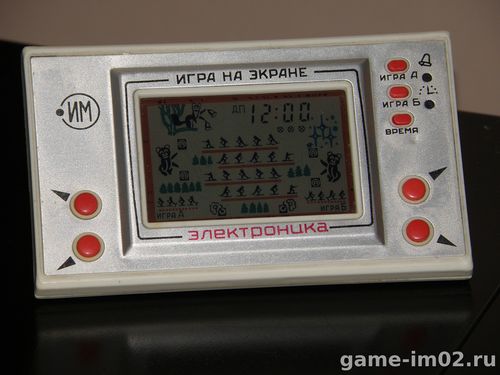 ИГРА НА ЭКРАНЕ
ИМ
ИГРА А
ИГРА Б
ВРЕМЯ
ДП 12:00
ИГРА А
ИГРА Б
электроника
game-im02.ru